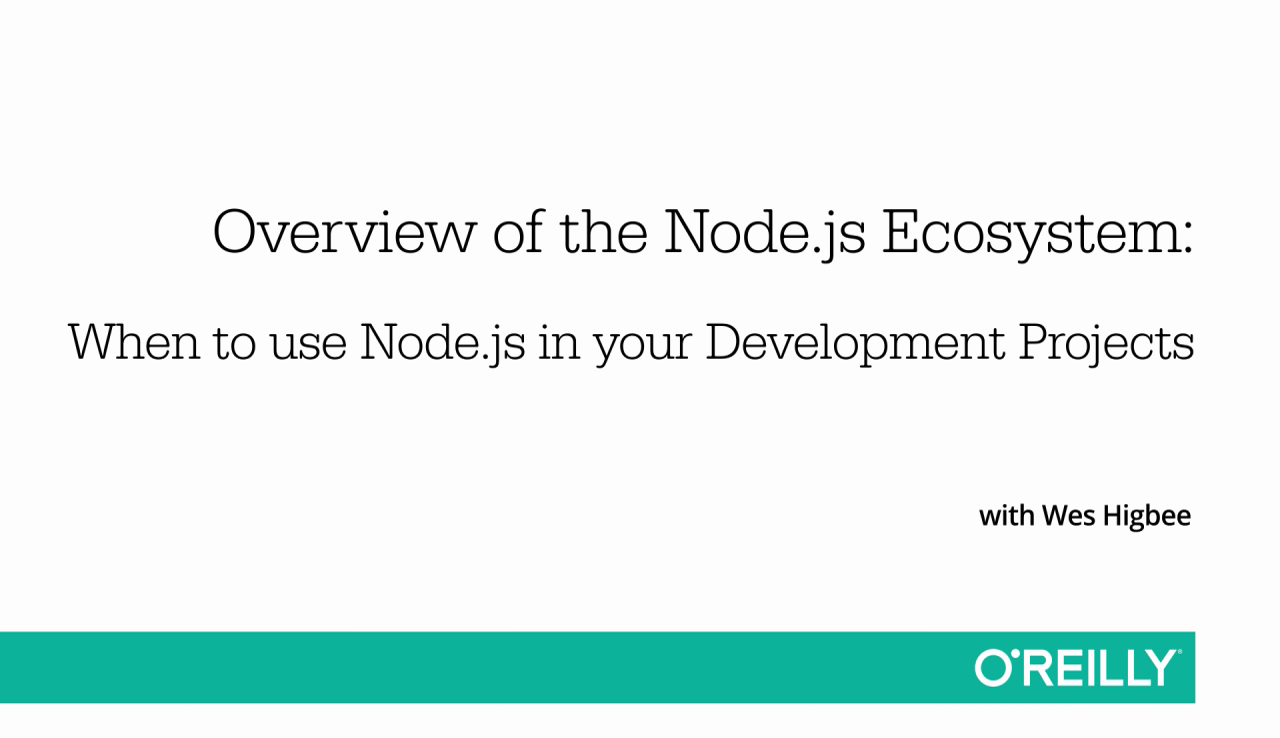 Overview of the Node.js Ecosystem:
When to use Node.js in your Development Projects
with Wes Higbee
O'REILLY®